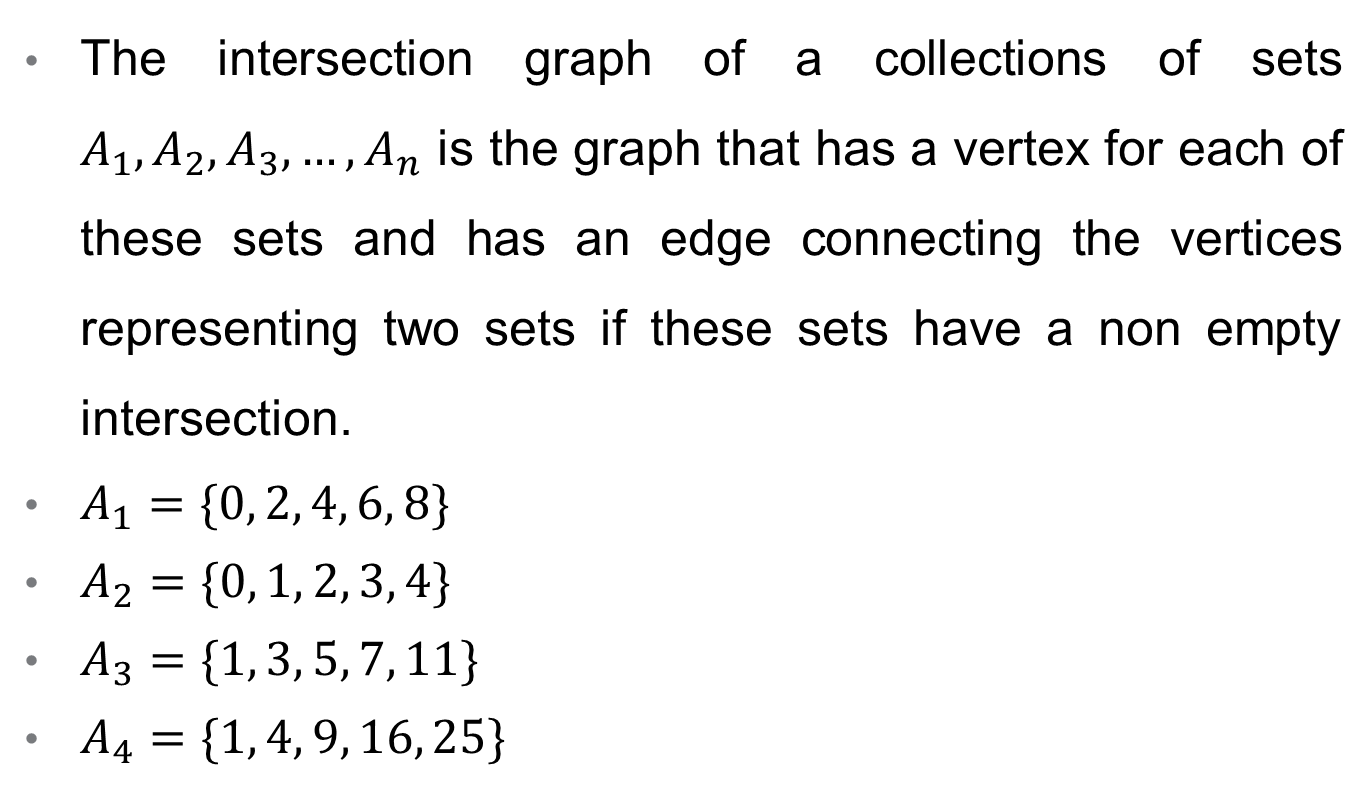 • The intersection graph of a collections of sets
A₁, A₂, A₃, … , Aₙ is the graph that has a vertex for each of
these sets and has an edge connecting the vertices
representing two sets if these sets have a non empty
intersection.
• A₁ = {0, 2, 4, 6, 8}
• A₂ = {0, 1, 2, 3, 4}
• A₃ = {1, 3, 5, 7, 11}
• A₄ = {1, 4, 9, 16, 25}